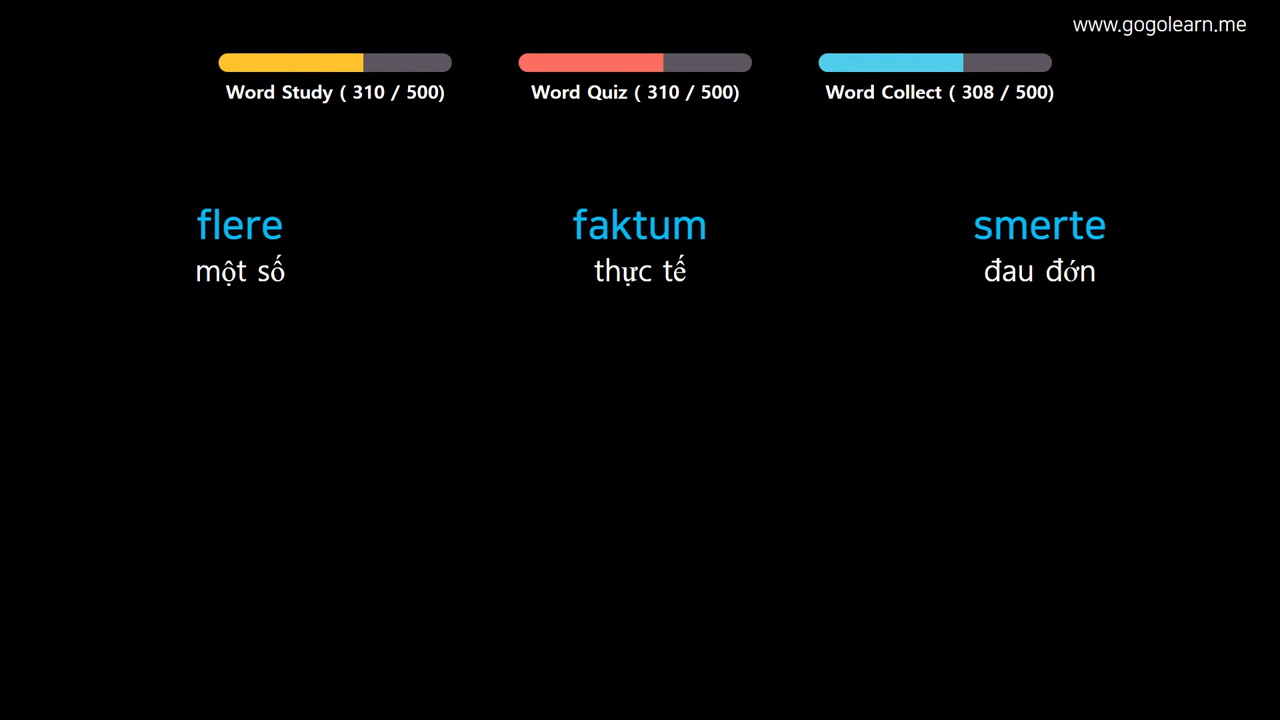 www.gogolearn.me
Word Study ( 310 / 500)
Word Quiz ( 310 / 500)
Word Collect ( 308 / 500)
flere
một số
faktum
thực tế
smerte
đau đớn